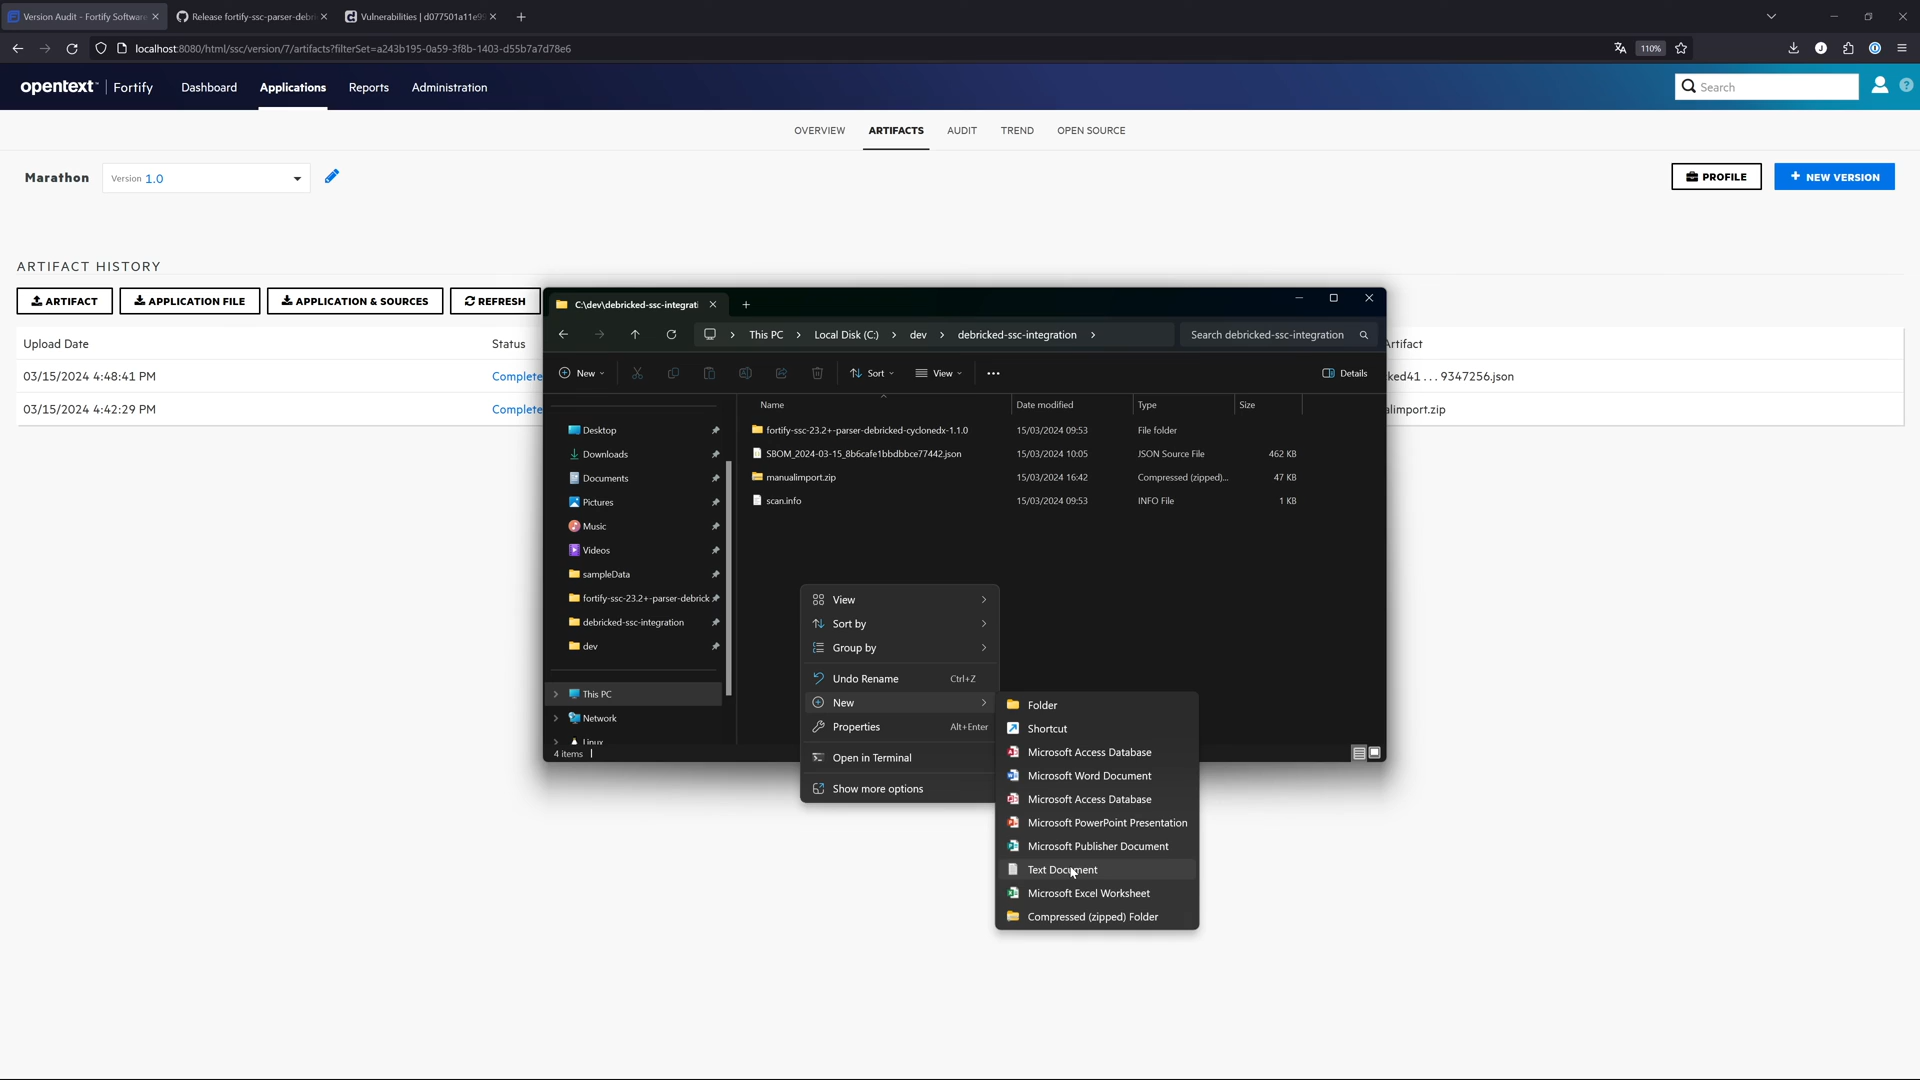 Version Audit - Fortify Software
Release fortify-ssc-parser-debri
Vulnerabilities | d077501a11e9
localhost:8080/html/ssc/version/7/artifacts?filterSet=a243b195-0a59-3f8b-1403-d55b7a7d78e6
110%
opentext | Fortify
Dashboard
Applications
Reports
Administration
Search
OVERVIEW
ARTIFACTS
AUDIT
TREND
OPEN SOURCE
Marathon
Version 1.0
PROFILE
+ NEW VERSION
ARTIFACT HISTORY
ARTIFACT
APPLICATION FILE
APPLICATION & SOURCES
REFRESH
Upload Date
Status
Artifact
03/15/2024 4:48:41 PM
Complete
ked41 . . . 9347256.json
03/15/2024 4:42:29 PM
Complete
alimport.zip
C:\dev\debricked-ssc-integrati
This PC > Local Disk (C:) > dev > debricked-ssc-integration >
Search debricked-ssc-integration
New
Sort
View
Details
Name
Date modified
Type
Size
fortify-ssc-23.2+-parser-debricked-cyclonedx-1.1.0
15/03/2024 09:53
File folder
SBOM_2024-03-15_8b6cafe1bbdbbce77442.json
15/03/2024 10:05
JSON Source File
462 KB
manualimport.zip
15/03/2024 16:42
Compressed (zipped)...
47 KB
scan.info
15/03/2024 09:53
INFO File
1 KB
Desktop
Downloads
Documents
Pictures
Music
Videos
sampleData
fortify-ssc-23.2+-parser-debrick
debricked-ssc-integration
dev
This PC
Network
Linux
4 items
View
Sort by
Group by
Undo Rename Ctrl+Z
New
Properties Alt+Enter
Open in Terminal
Show more options
Folder
Shortcut
Microsoft Access Database
Microsoft Word Document
Microsoft Access Database
Microsoft PowerPoint Presentation
Microsoft Publisher Document
Text Document
Microsoft Excel Worksheet
Compressed (zipped) Folder